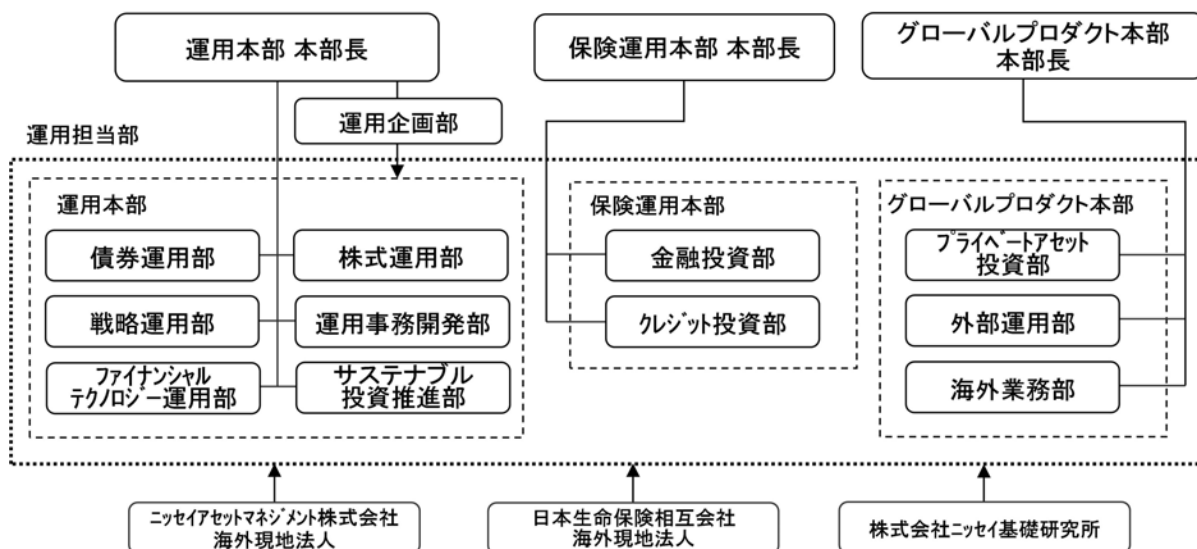 運用本部 本部長
保険運用本部 本部長
グローバルプロダクト本部
本部長
運用企画部
運用担当部
運用本部
債券運用部
株式運用部
戦略運用部
運用事務開発部
ファイナンシャル
テクノロジー運用部
サステナブル
投資推進部
保険運用本部
金融投資部
クレジット投資部
グローバルプロダクト本部
プライベートアセット
投資部
外部運用部
海外業務部
ニッセイアセットマネジメント株式会社
海外現地法人
日本生命保険相互会社
海外現地法人
株式会社ニッセイ基礎研究所